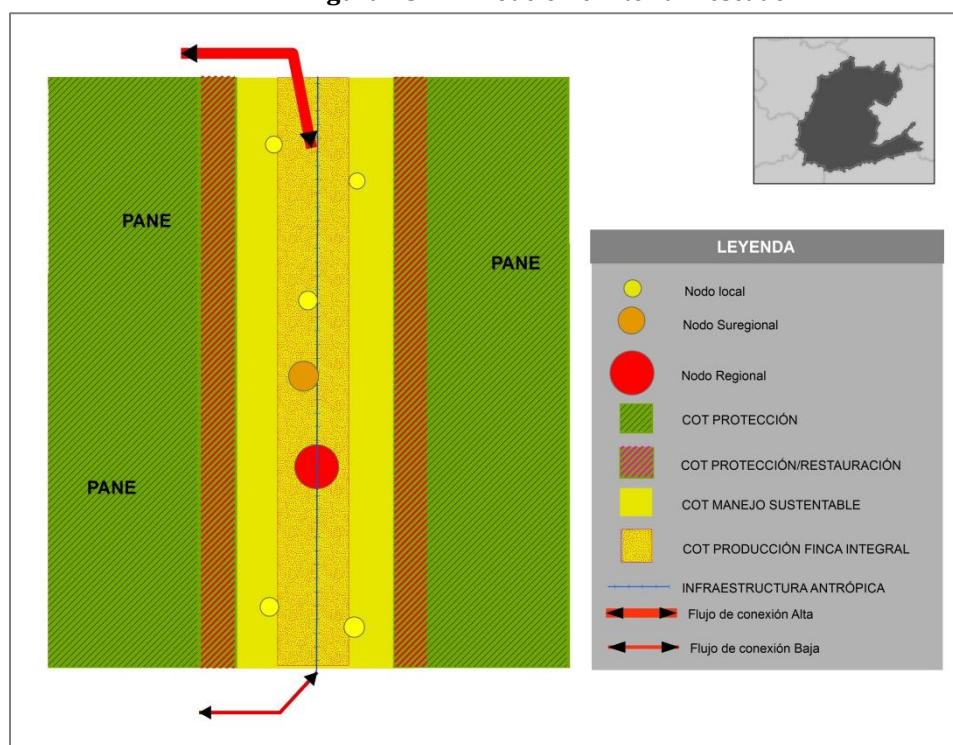 PANE
PANE
PANE
LEYENDA
Nodo local
Nodo Suregional
Nodo Regional
COT PROTECCIÓN
COT PROTECCIÓN/RESTAURACIÓN
COT MANEJO SUSTENTABLE
COT PRODUCCIÓN FINCA INTEGRAL
INFRAESTRUCTURA ANTRÓPICA
Flujo de conexión Alta
Flujo de conexión Baja